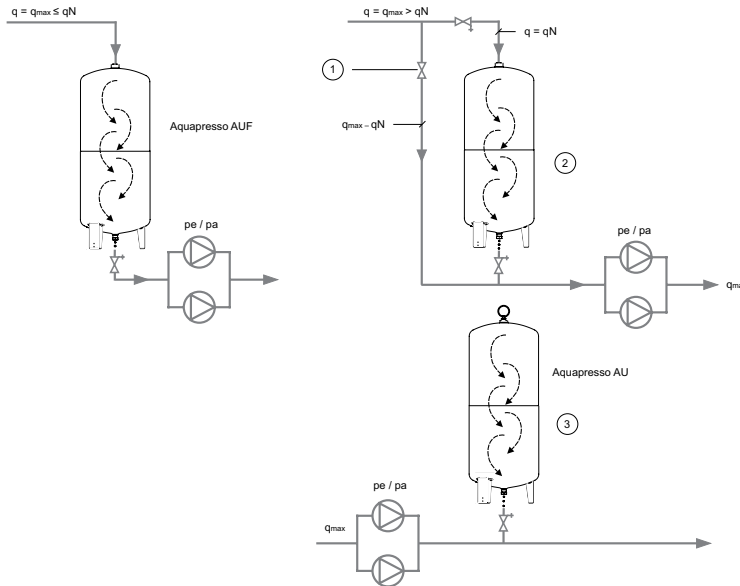 q = qmax ≤ qN
q = qmax > qN
q = qN
1
Aquapresso AUF
qmax – qN
2
pe / pa
pe / pa
Aquapresso AU
3
pe / pa
qmax